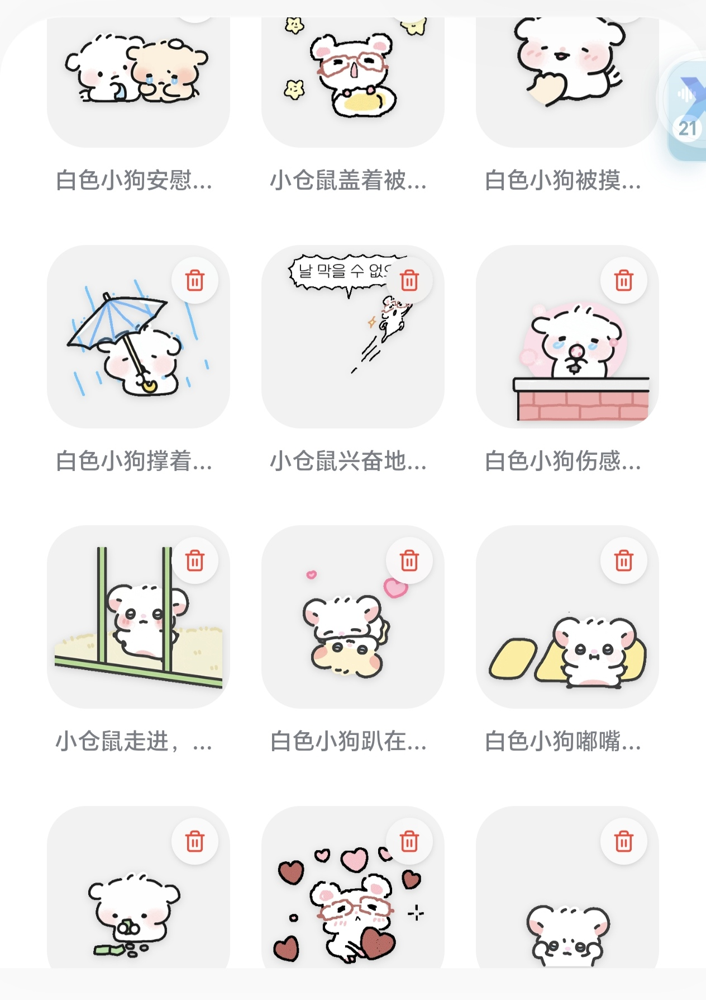 21
白色小狗安慰...
小仓鼠盖着被...
白色小狗被摸...
날 막을 수 없으
白色小狗撑着...
小仓鼠兴奋地...
白色小狗伤感...
小仓鼠走进，...
白色小狗趴在...
白色小狗嘟嘴...